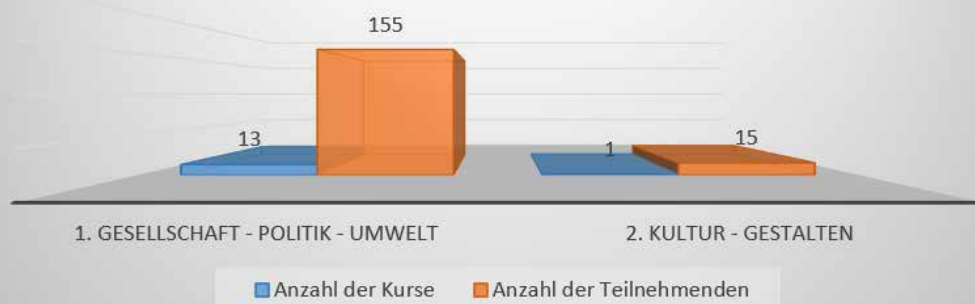 155
13
1
15
1. GESELLSCHAFT - POLITIK - UMWELT
2. KULTUR - GESTALTEN
Anzahl der Kurse
Anzahl der Teilnehmenden